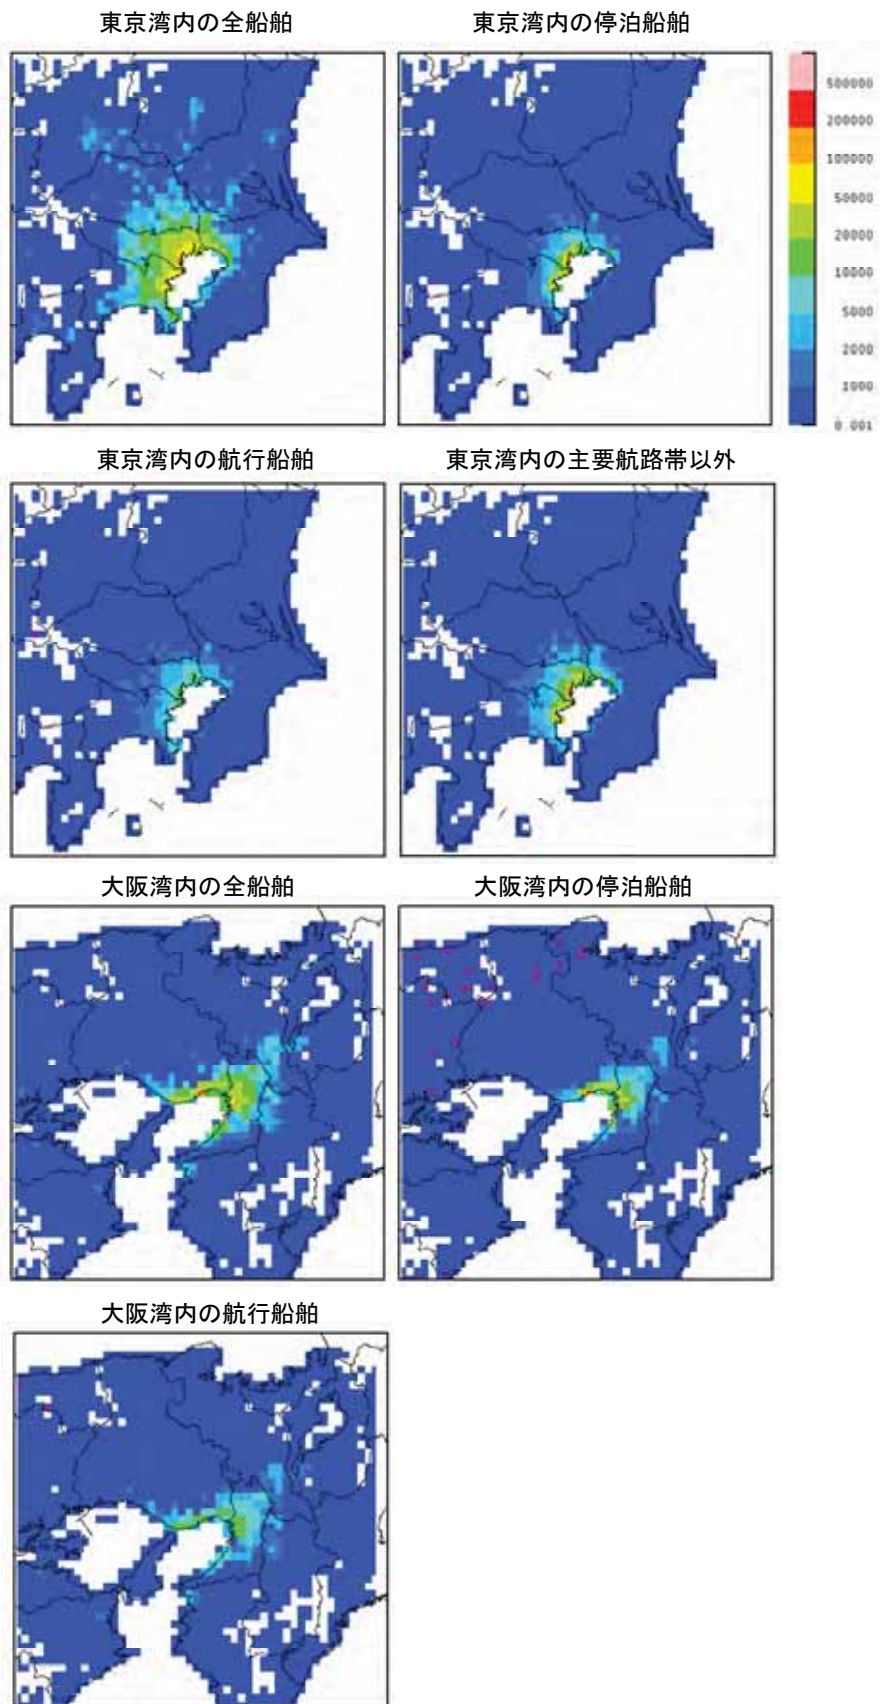 東京湾内の全船舶
東京湾内の停泊船舶
500000
200000
100000
50000
20000
10000
5000
2000
1000
0.001
東京湾内の航行船舶
東京湾内の主要航路帯以外
大阪湾内の全船舶
大阪湾内の停泊船舶
大阪湾内の航行船舶